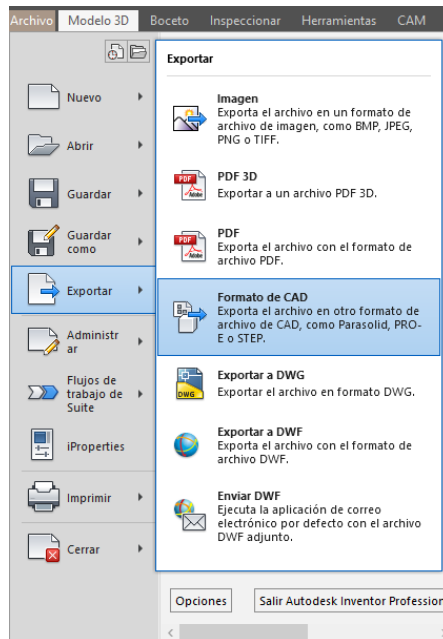 Archivo Modelo 3D Boceto Inspeccionar Herramientas CAM
Exportar
Nuevo
Abrir
Guardar
Guardar
como
Exportar
Administr
ar
Flujos de
trabajo de
Suite
iProperties
Imprimir
Cerrar
Imagen
Exporta el archivo en un formato de
archivo de imagen, como BMP, JPEG,
PNG o TIFF.
PDF 3D
Exportar a un archivo PDF 3D.
PDF
Exporta el archivo con el formato de
archivo PDF.
Formato de CAD
Exporta el archivo en otro formato de
archivo de CAD, como Parasolid, PRO-
E o STEP.
Exportar a DWG
Exportar el archivo en formato DWG.
Exportar a DWF
Exporta el archivo con el formato de
archivo DWF.
Enviar DWF
Ejecuta la aplicación de correo
electrónico por defecto con el archivo
DWF adjunto.
PDF
Adobe
PDF
Adobe
DWG
Opciones
Salir Autodesk Inventor Profession